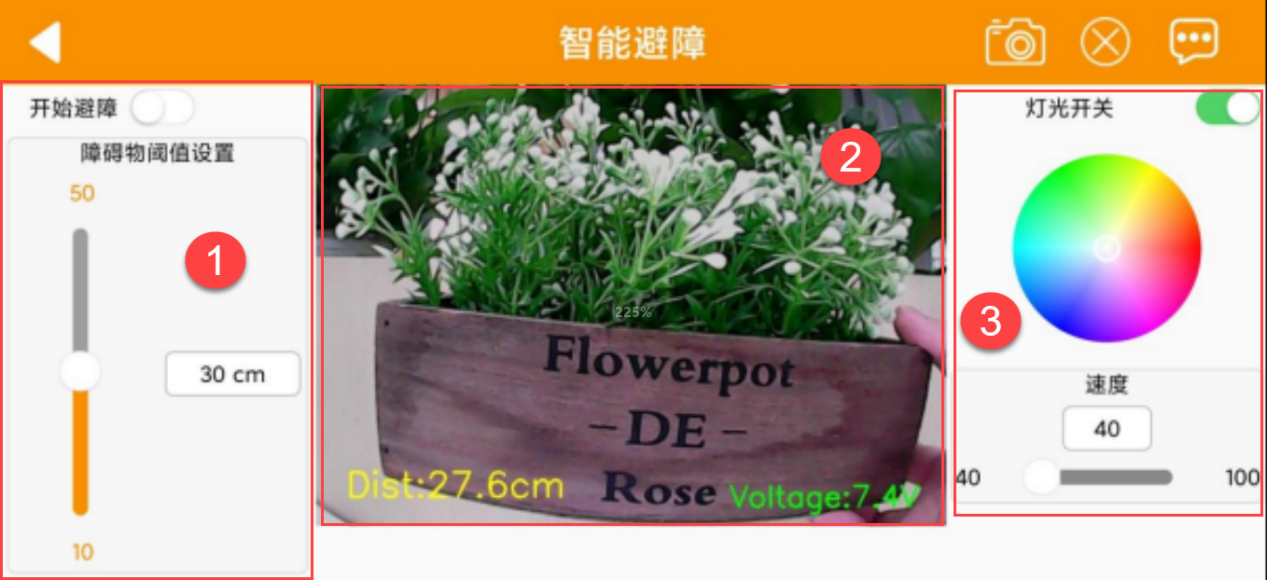 智能避障
开始避障
障碍物阈值设置
50
1
30 cm
10
2
225%
Flowerpot
-DE-
Rose
Dist:27.6cm
Voltage:7.4V
灯光开关
3
速度
40
40
100